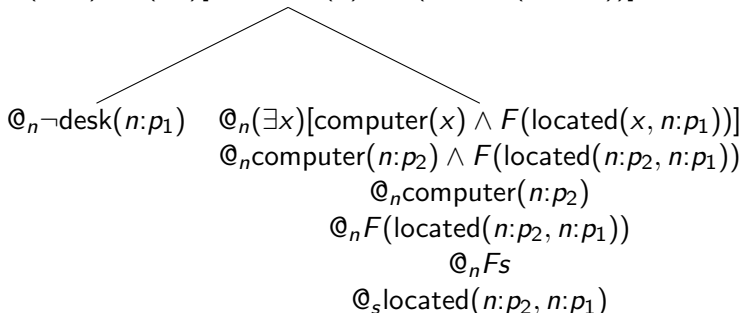 @ₙ¬desk(n:p₁) @ₙ(∃x)[computer(x) ∧ F(located(x, n:p₁))]
@ₙcomputer(n:p₂) ∧ F(located(n:p₂, n:p₁))
@ₙcomputer(n:p₂)
@ₙF(located(n:p₂, n:p₁))
@ₙFs
@ₛlocated(n:p₂, n:p₁)